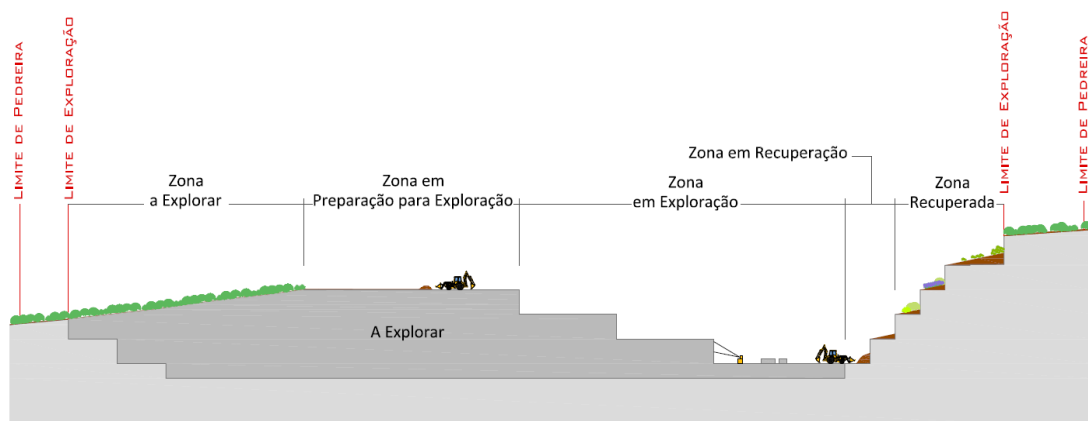 LIMITE DE PEDREIRA
LIMITE DE EXPLORAÇÃO
LIMITE DE EXPLORAÇÃO
LIMITE DE PEDREIRA
Zona em Recuperação
Zona
a Explorar
Zona em
Preparação para Exploração
Zona
em Exploração
Zona
Recuperada
A Explorar